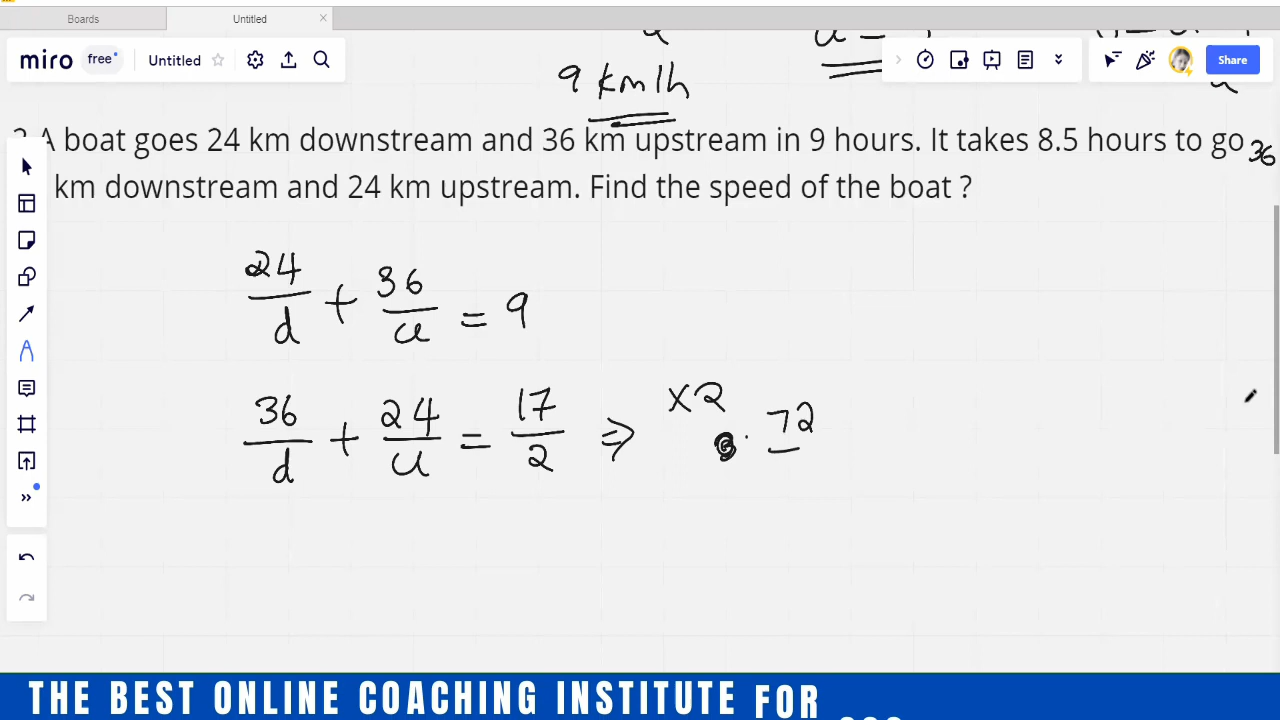 Boards Untitled
miro free Untitled Share
9 km/h
A boat goes 24 km downstream and 36 km upstream in 9 hours. It takes 8.5 hours to go 36
km downstream and 24 km upstream. Find the speed of the boat ?
24/d + 36/u = 9
36/d + 24/u = 17/2 ⇒ ×2 72
THE BEST ONLINE COACHING INSTITUTE FOR